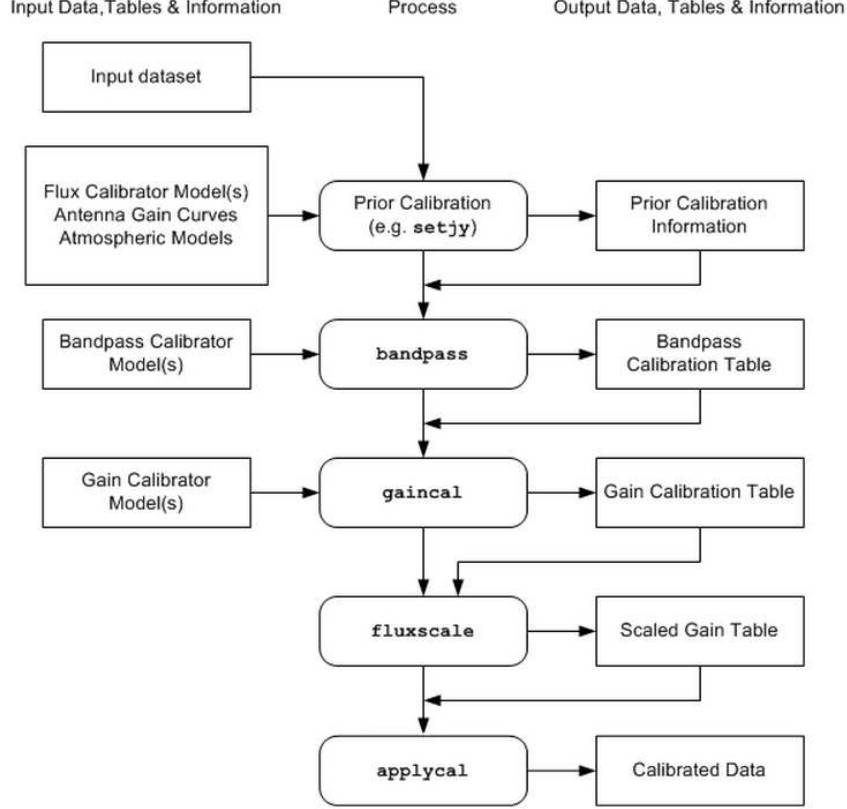 Input Data,Tables & Information
Process
Output Data, Tables & Information
Input dataset
Flux Calibrator Model(s)
Antenna Gain Curves
Atmospheric Models
Prior Calibration
(e.g. setjy)
Prior Calibration
Information
Bandpass Calibrator
Model(s)
bandpass
Bandpass
Calibration Table
Gain Calibrator
Model(s)
gaincal
Gain Calibration Table
fluxscale
Scaled Gain Table
applycal
Calibrated Data